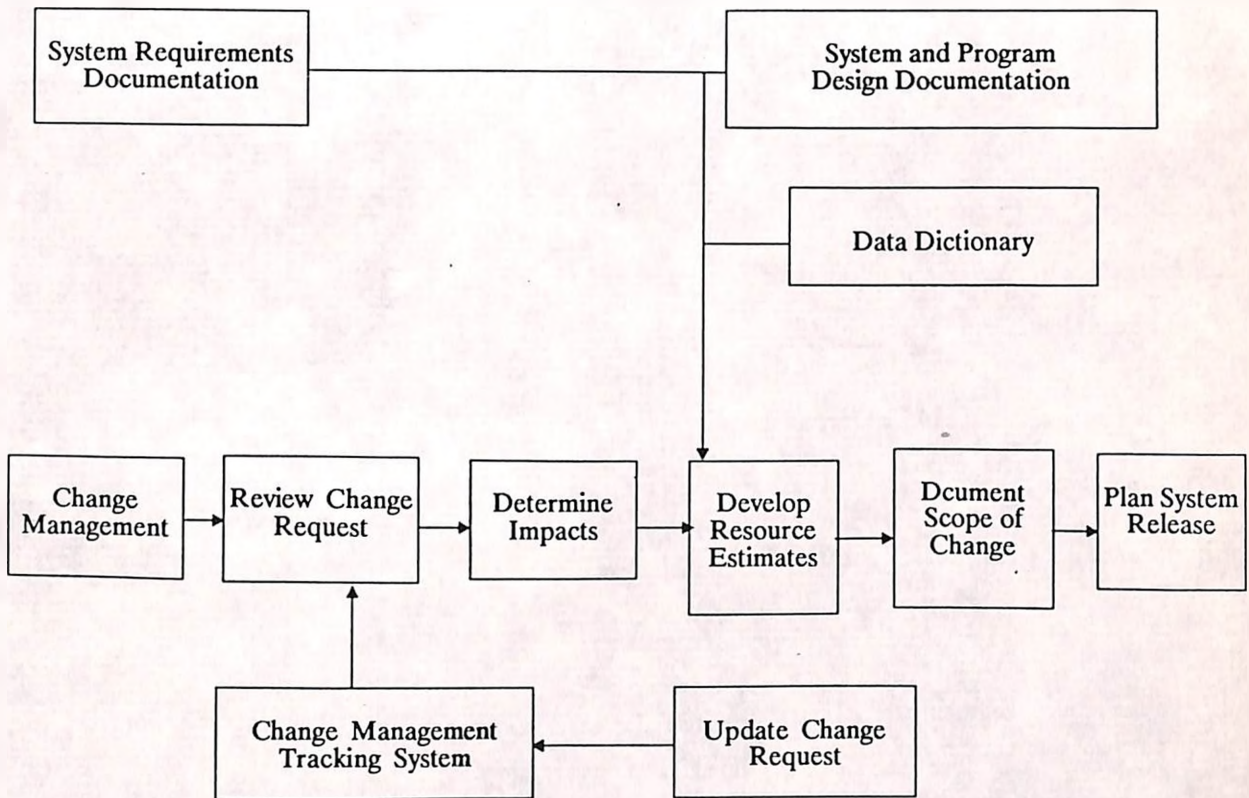 System Requirements
Documentation
System and Program
Design Documentation
Data Dictionary
Change
Management
Review Change
Request
Determine
Impacts
Develop
Resource
Estimates
Dcument
Scope of
Change
Plan System
Release
Change Management
Tracking System
Update Change
Request